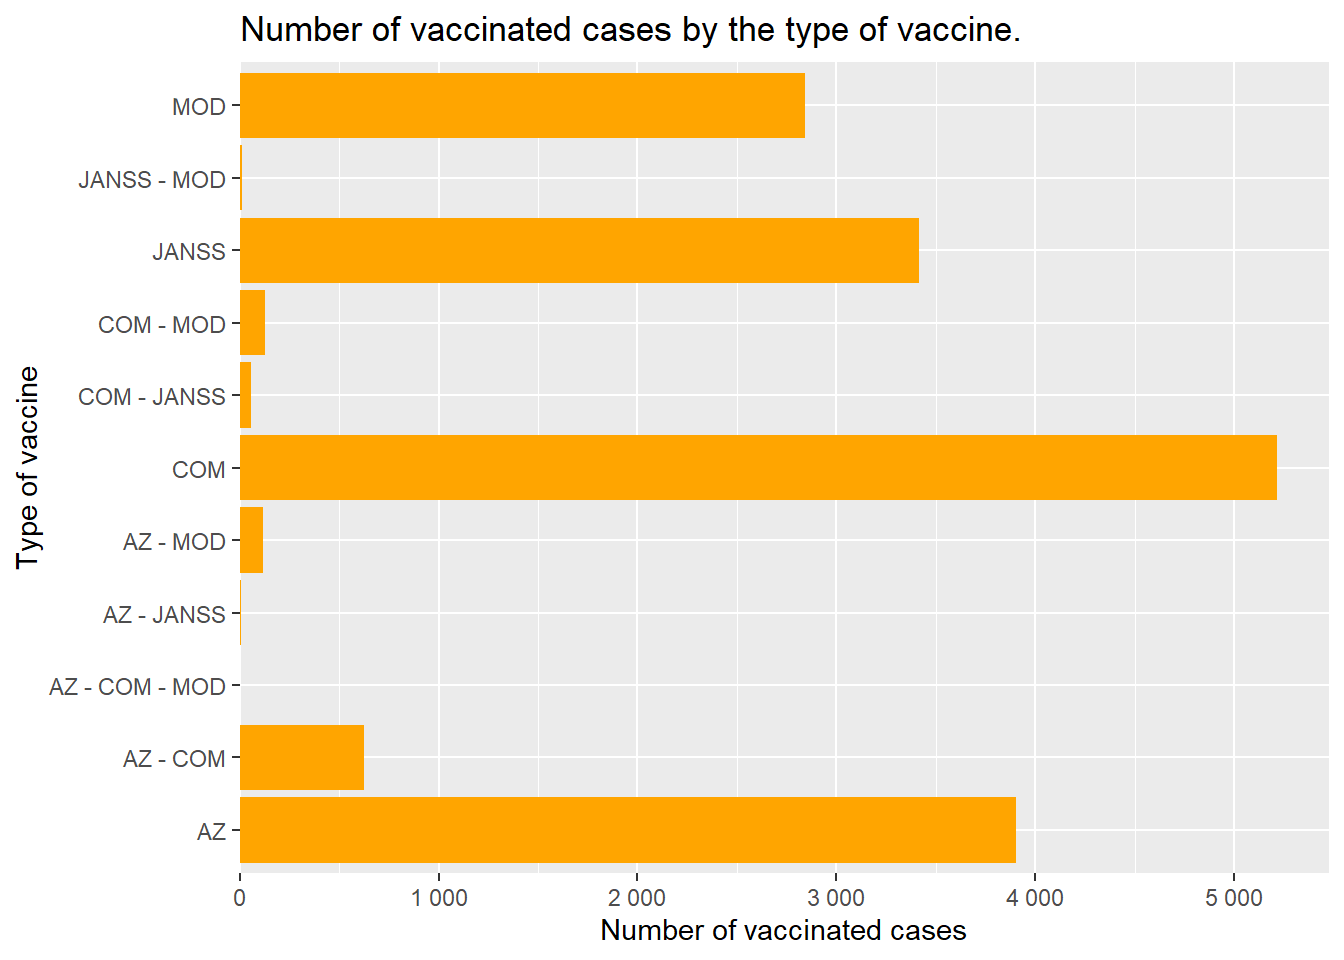 Number of vaccinated cases by the type of vaccine.
Type of vaccine
MOD
JANSS - MOD
JANSS
COM - MOD
COM - JANSS
COM
AZ - MOD
AZ - JANSS
AZ - COM - MOD
AZ - COM
AZ
0 1 000 2 000 3 000 4 000 5 000
Number of vaccinated cases